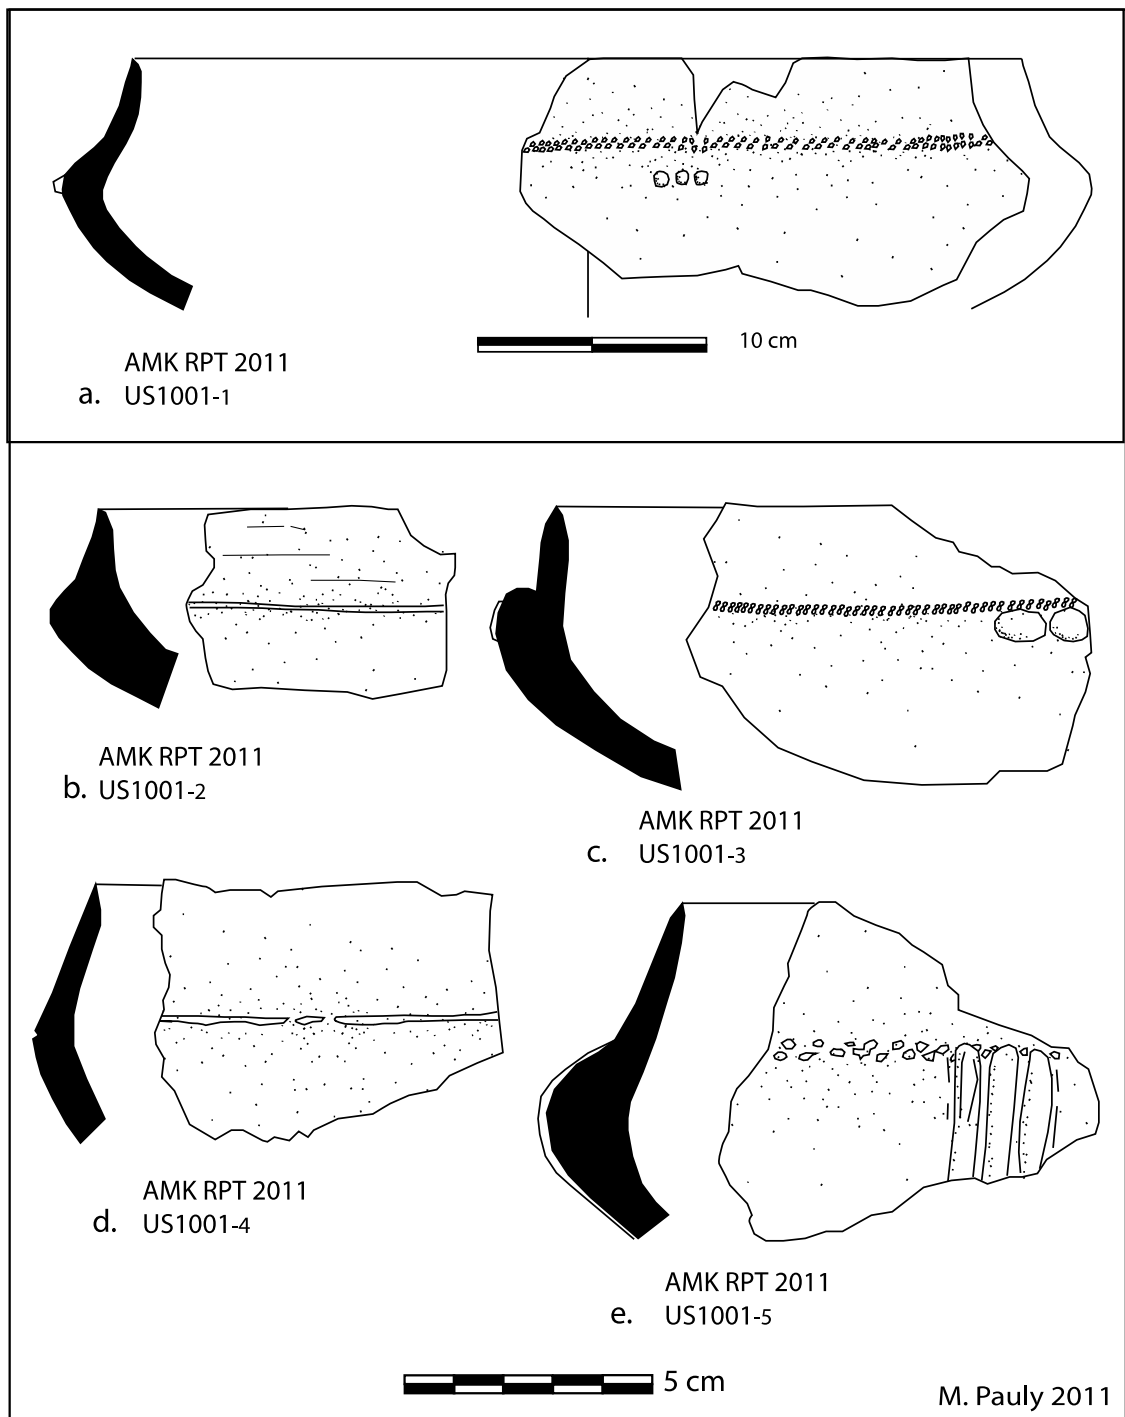 10 cm
AMK RPT 2011
a. US1001-1
AMK RPT 2011
b. US1001-2
AMK RPT 2011
c. US1001-3
AMK RPT 2011
d. US1001-4
AMK RPT 2011
e. US1001-5
5 cm
M. Pauly 2011